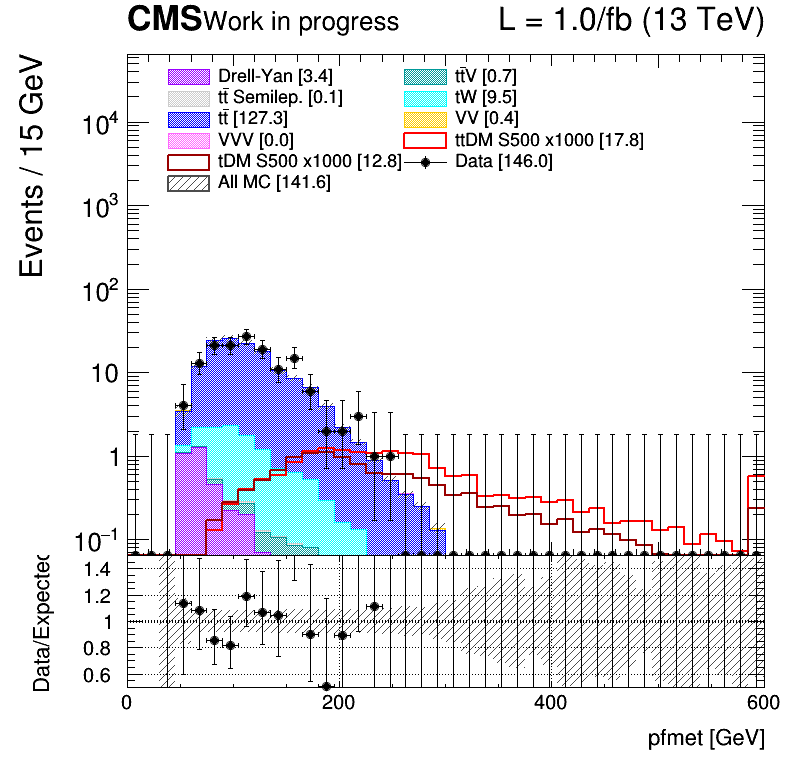 CMS Work in progress L = 1.0/fb (13 TeV)
Events / 15 GeV
Drell-Yan [3.4] tt̄V [0.7]
tt̄ Semilep. [0.1] tW [9.5]
tt̄ [127.3] VV [0.4]
VVV [0.0] ttDM S500 x1000 [17.8]
tDM S500 x1000 [12.8] Data [146.0]
All MC [141.6]
10⁴
10³
10²
10
1
10⁻¹
Data/Expected
1.4
1.2
1
0.8
0.6
0 200 400 600
pfmet [GeV]